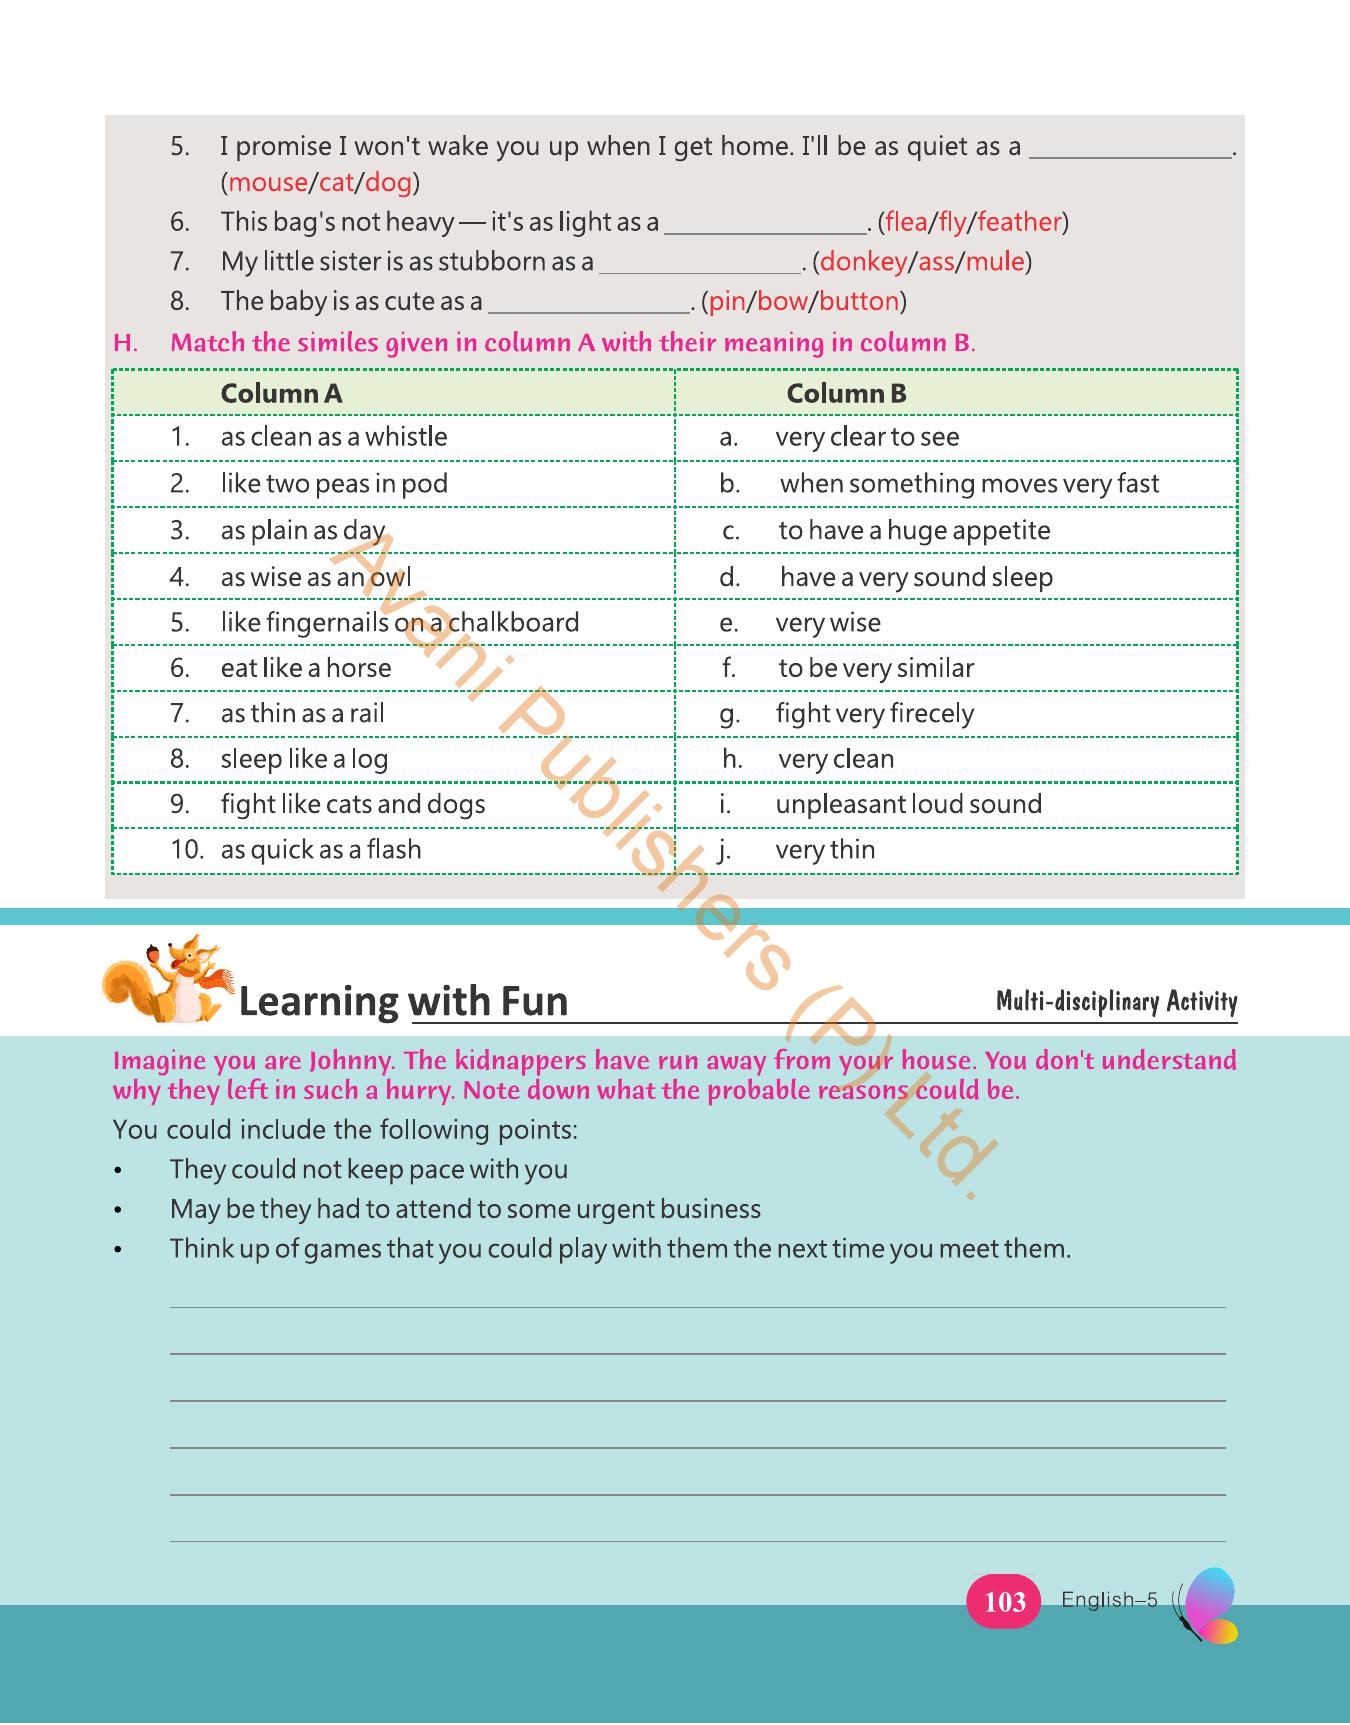 5. I promise I won't wake you up when I get home. I'll be as quiet as a _______________.
(mouse/cat/dog)
6. This bag's not heavy — it's as light as a _______________. (flea/fly/feather)
7. My little sister is as stubborn as a _______________. (donkey/ass/mule)
8. The baby is as cute as a _______________. (pin/bow/button)
H. Match the similes given in column A with their meaning in column B.
Column A Column B
1. as clean as a whistle a. very clear to see
2. like two peas in pod b. when something moves very fast
3. as plain as day c. to have a huge appetite
4. as wise as an owl d. have a very sound sleep
5. like fingernails on a chalkboard e. very wise
6. eat like a horse f. to be very similar
7. as thin as a rail g. fight very firecely
8. sleep like a log h. very clean
9. fight like cats and dogs i. unpleasant loud sound
10. as quick as a flash j. very thin
Avani Publishers (P) Ltd.
Learning with Fun Multi-disciplinary Activity
Imagine you are Johnny. The kidnappers have run away from your house. You don't understand
why they left in such a hurry. Note down what the probable reasons could be.
You could include the following points:
• They could not keep pace with you
• May be they had to attend to some urgent business
• Think up of games that you could play with them the next time you meet them.
103 English–5